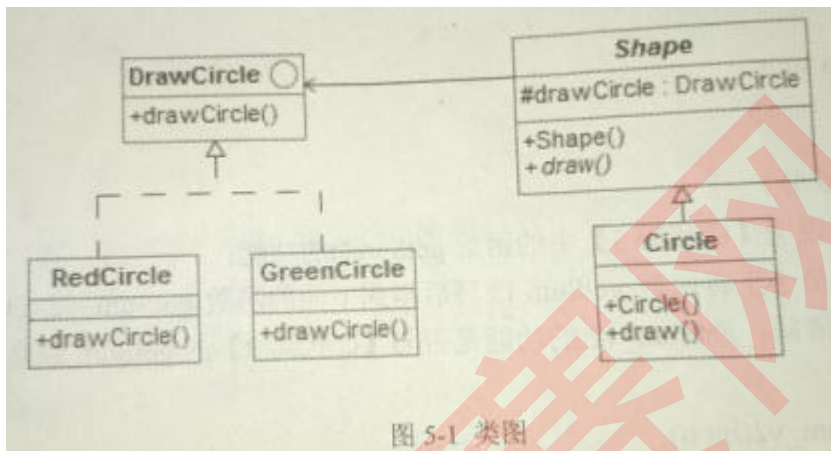 DrawCircle
+drawCircle()
Shape
#drawCircle : DrawCircle
+Shape()
+draw()
RedCircle
+drawCircle()
GreenCircle
+drawCircle()
Circle
+Circle()
+draw()
图 5-1 类图